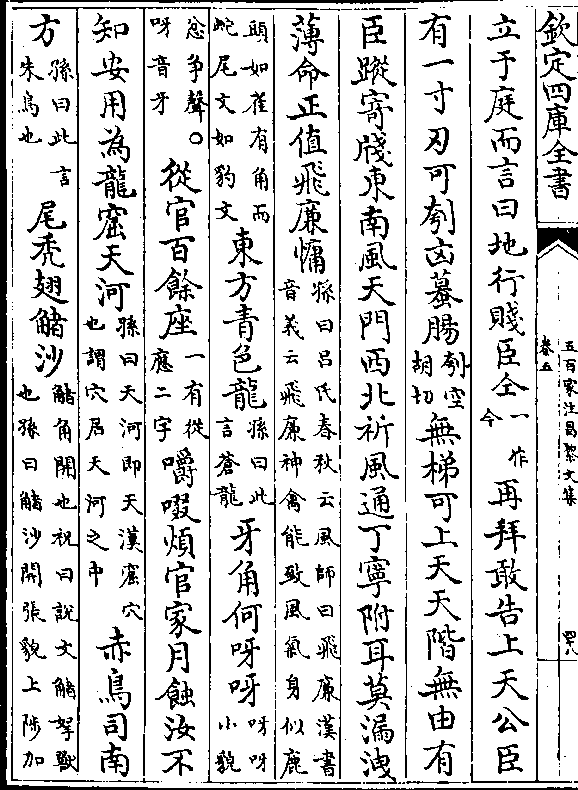 欽定四庫全書
五百家注昌黎文集
卷五
四八
立于庭而言曰地行賤臣仝一作今再拜敢告上天公臣
有一寸刃可刳凶蟇腸刳空胡切無梯可上天天階無由有
臣蹤寄牋東南風天門西北祈風通丁寧附耳莫漏洩
薄命正值飛廉慵孫曰吕氏春秋云風師曰飛廉漢書音義云飛廉神禽能致風氣身似鹿
頭如雀有角而蛇尾文如豹文東方青色龍孫曰此言蒼龍牙角何呀呀呀呀小貌
忿争聲呀音牙○從官百餘座一有從應二字嚼啜煩官家月蝕汝不
知安用為龍窟天河孫曰天河即天漢窟穴也謂穴居天河之中赤鳥司南
方孫曰此言朱鳥也尾秃翅觰沙觰角開也祝曰說文觰拏獸也孫曰觰沙開張貌上陟加